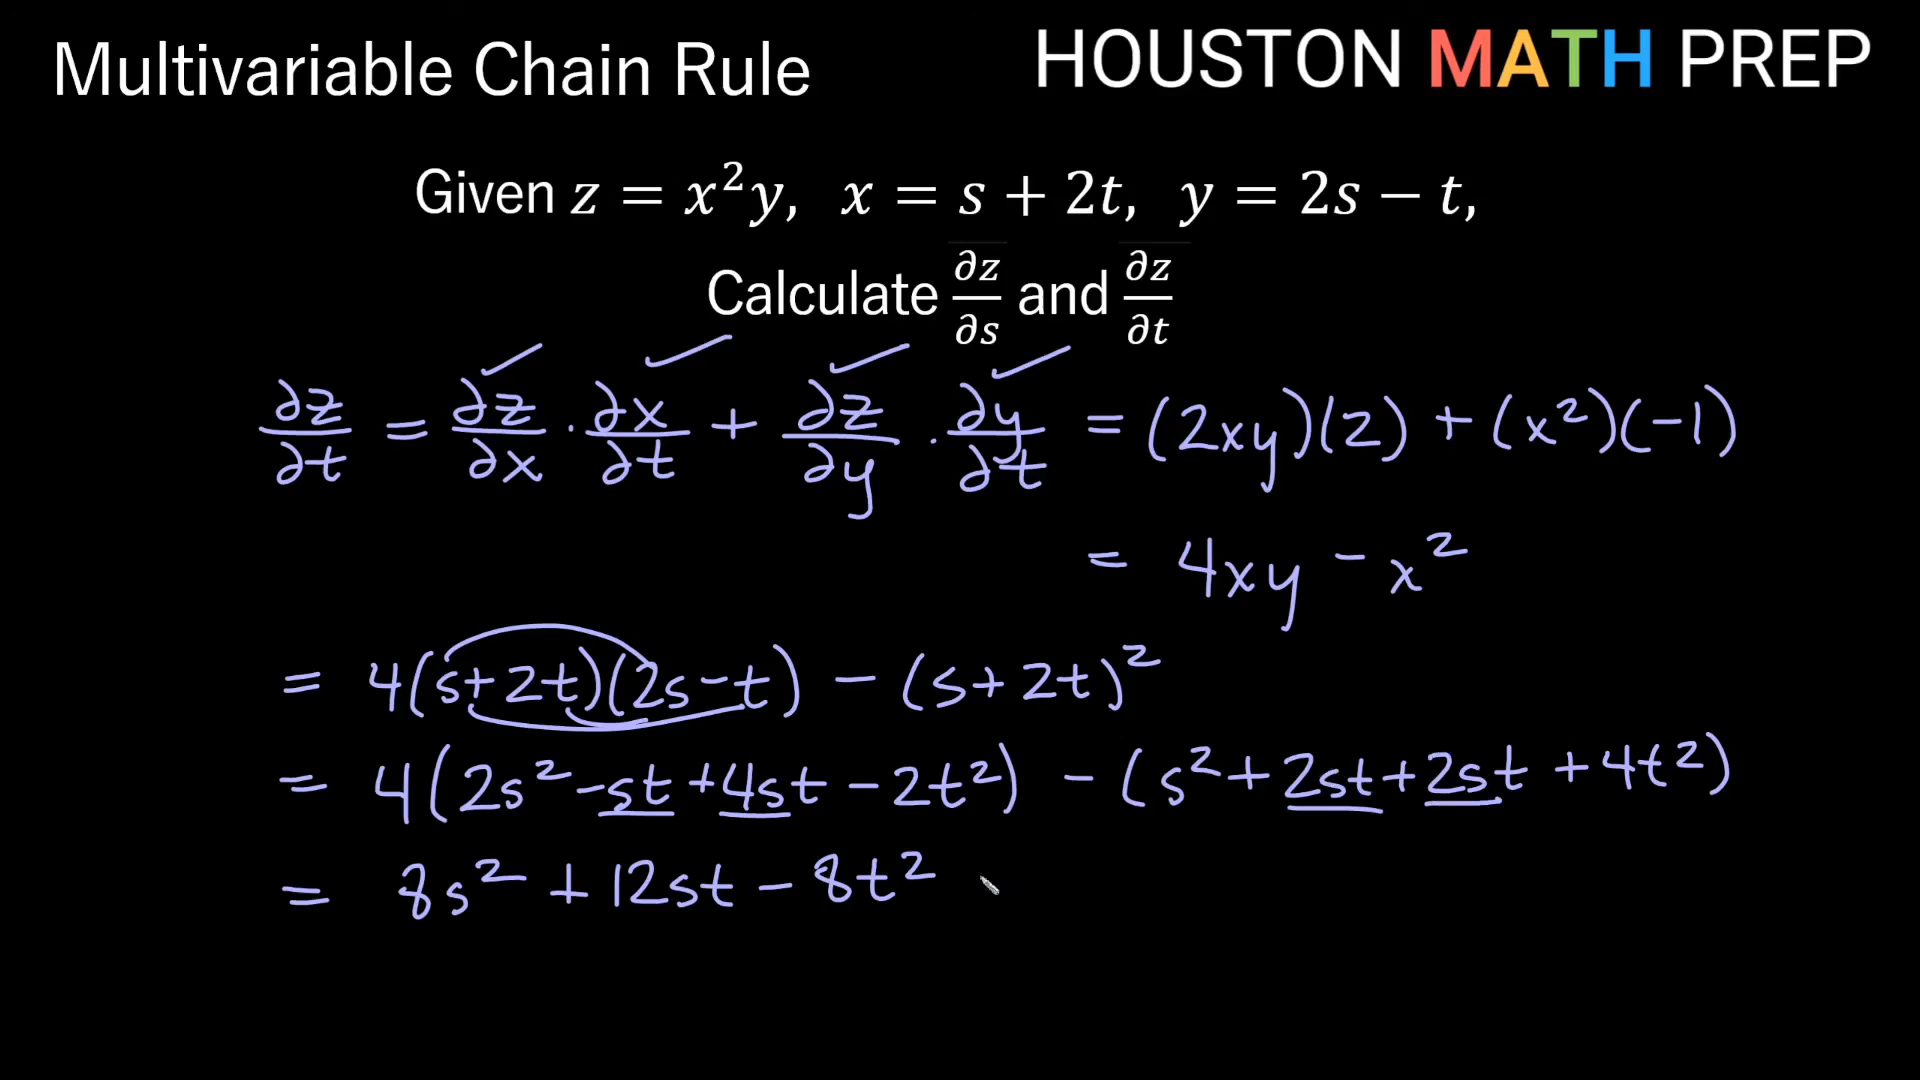 Multivariable Chain Rule
HOUSTON MATH PREP
Given z = x²y, x = s + 2t, y = 2s − t,
Calculate ∂z/∂s and ∂z/∂t
∂z/∂t = ∂z/∂x · ∂x/∂t + ∂z/∂y · ∂y/∂t = (2xy)(2) + (x²)(-1)
= 4xy - x²
= 4(s+2t)(2s-t) - (s+2t)²
= 4(2s² - st + 4st - 2t²) - (s² + 2st + 2st + 4t²)
= 8s² + 12st - 8t²